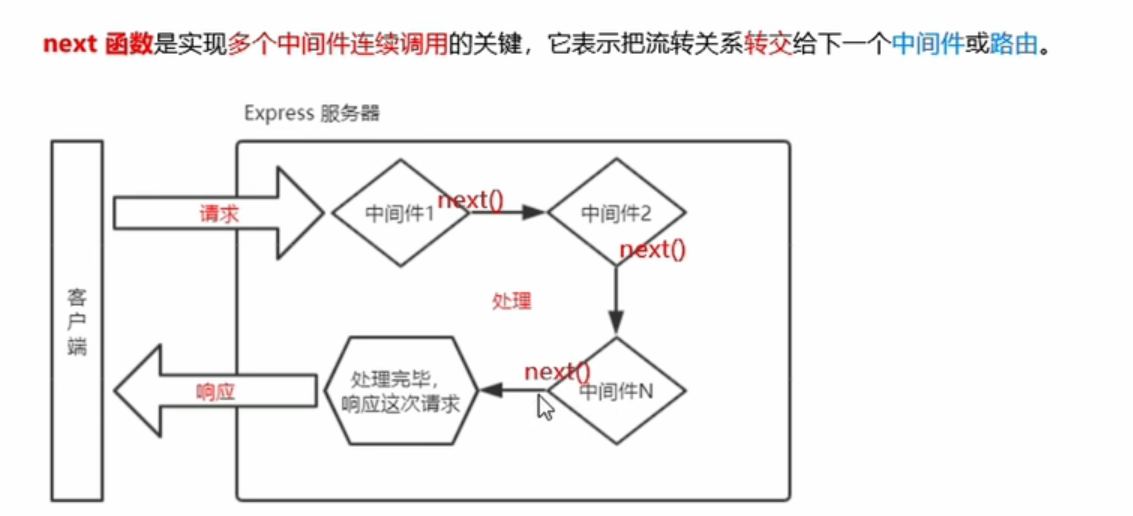 next 函数是实现多个中间件连续调用的关键，它表示把流转关系转交给下一个中间件或路由。
Express 服务器
请求
中间件1
next()
中间件2
next()
处理
客
户
端
响应
处理完毕，
响应这次请求
next()
中间件N